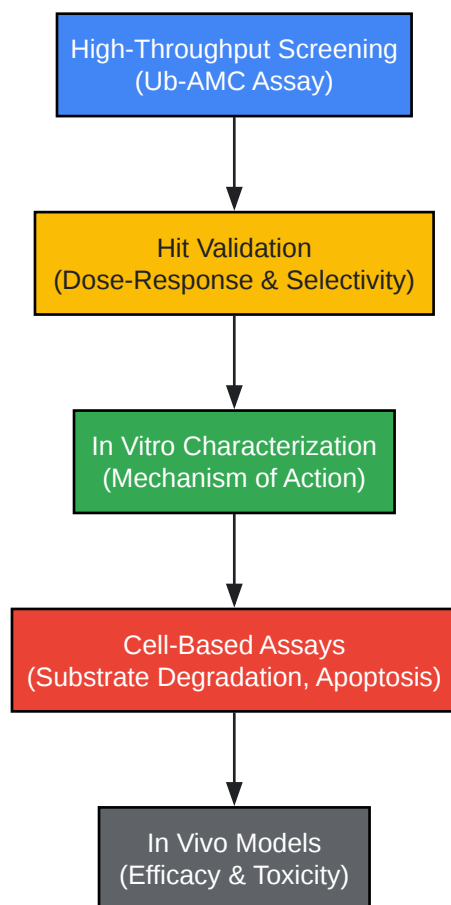 High-Throughput Screening
(Ub-AMC Assay)
Hit Validation
(Dose-Response & Selectivity)
In Vitro Characterization
(Mechanism of Action)
Cell-Based Assays
(Substrate Degradation, Apoptosis)
In Vivo Models
(Efficacy & Toxicity)